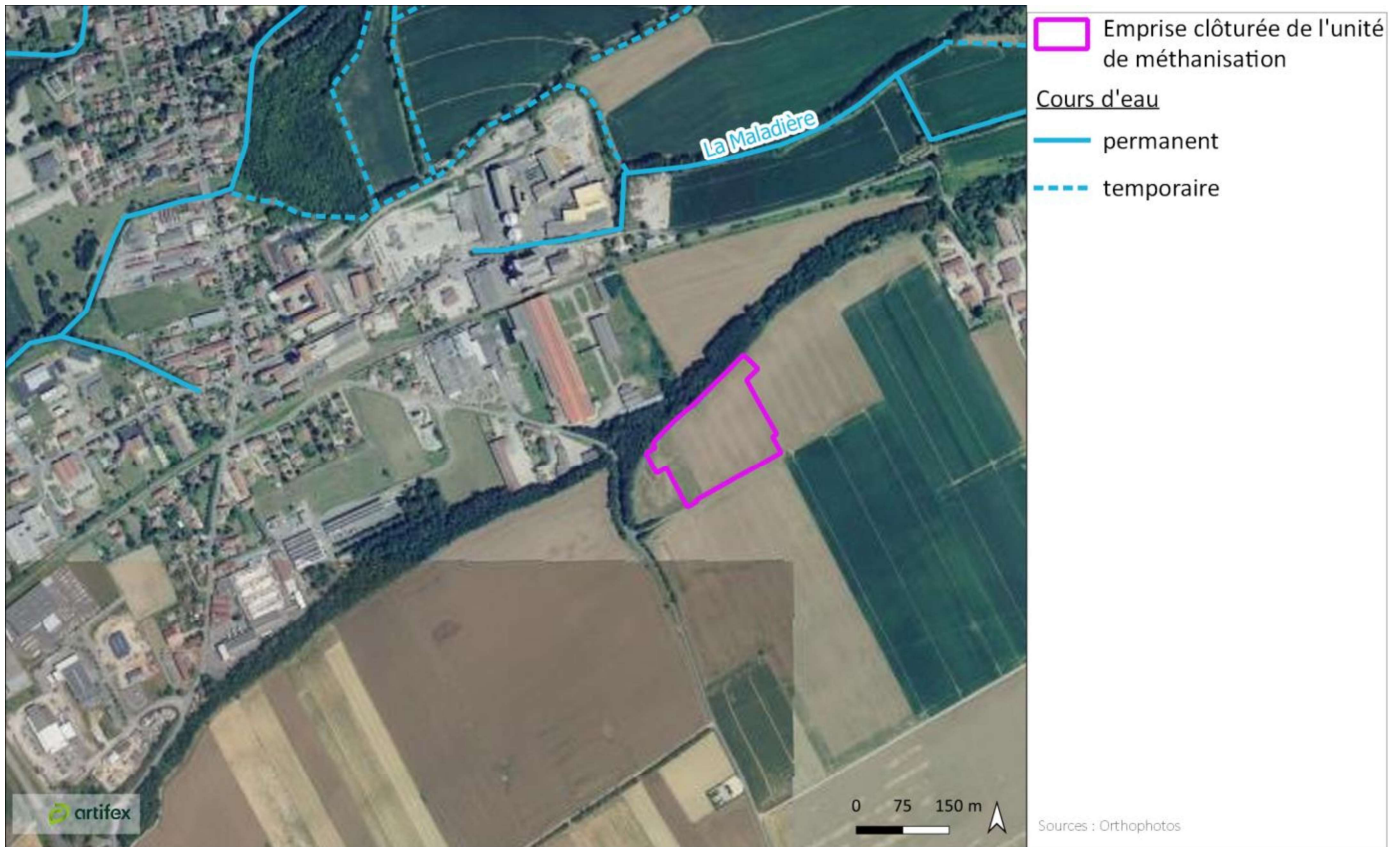 La Maladière
artifex
0 75 150 m
Emprise clôturée de l'unité
de méthanisation
Cours d'eau
permanent
temporaire
Sources : Orthophotos